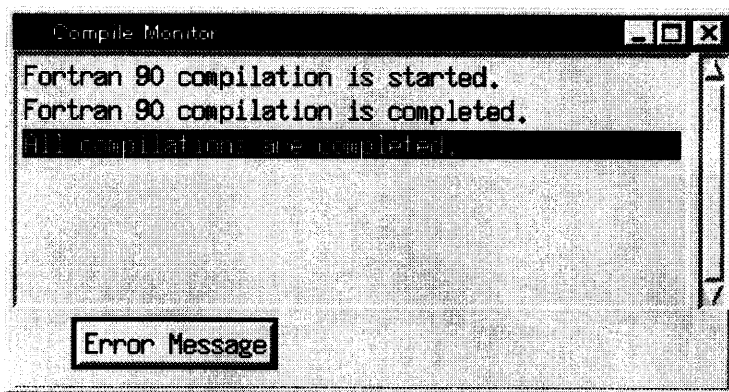 Compile Monitor
Fortran 90 compilation is started.
Fortran 90 compilation is completed.
All compilations are completed.
Error Message